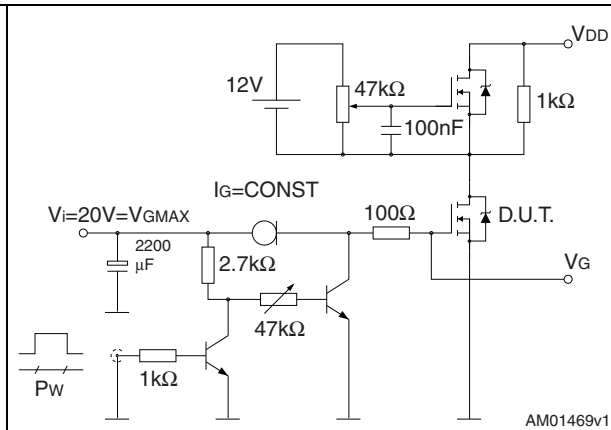 VDD
12V
47kΩ
1kΩ
100nF
IG=CONST
Vi=20V=VGMAX
100Ω
D.U.T.
2200
μF
2.7kΩ
VG
47kΩ
1kΩ
PW
AM01469v1